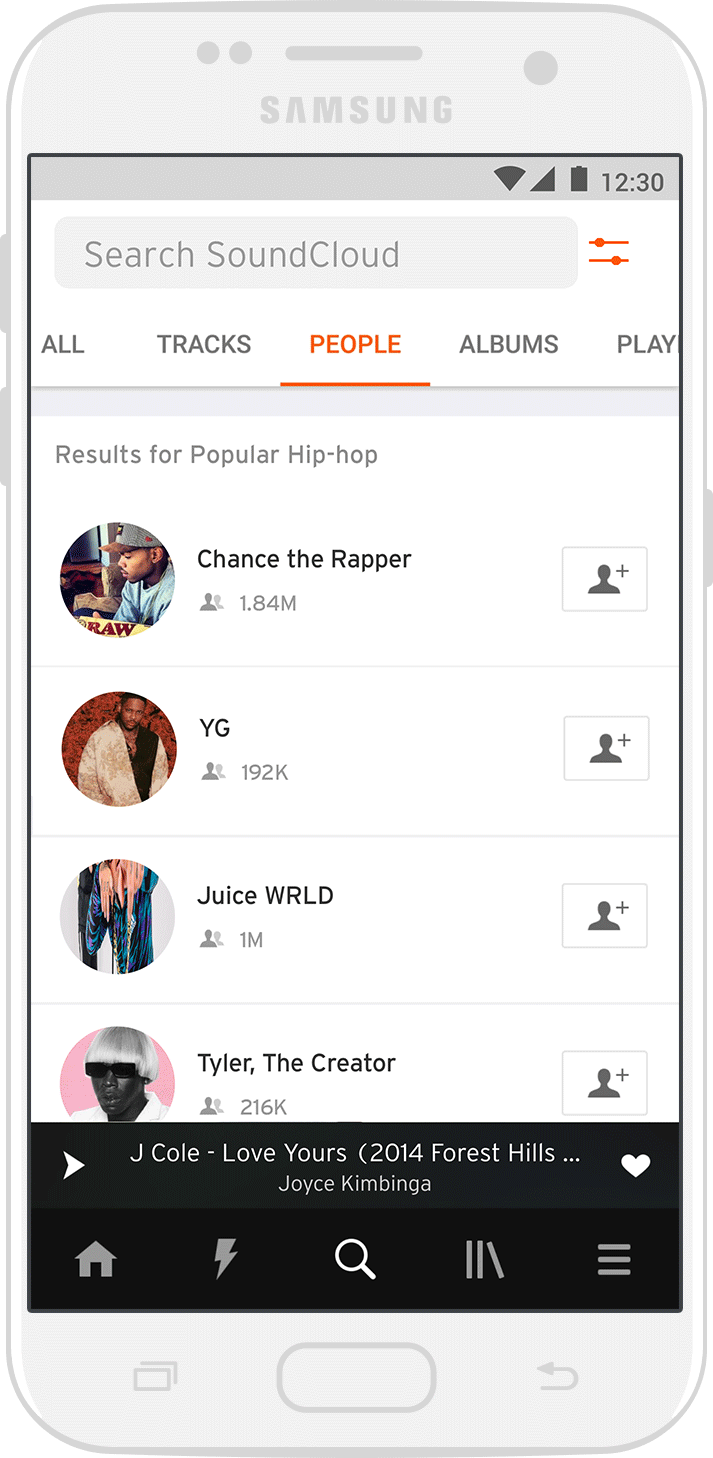 SAMSUNG
12:30
Search SoundCloud
ALL TRACKS PEOPLE ALBUMS PLAYI
Results for Popular Hip-hop
Chance the Rapper
1.84M
RAW
YG
192K
Juice WRLD
1M
Tyler, The Creator
216K
J Cole - Love Yours (2014 Forest Hills ...
Joyce Kimbinga